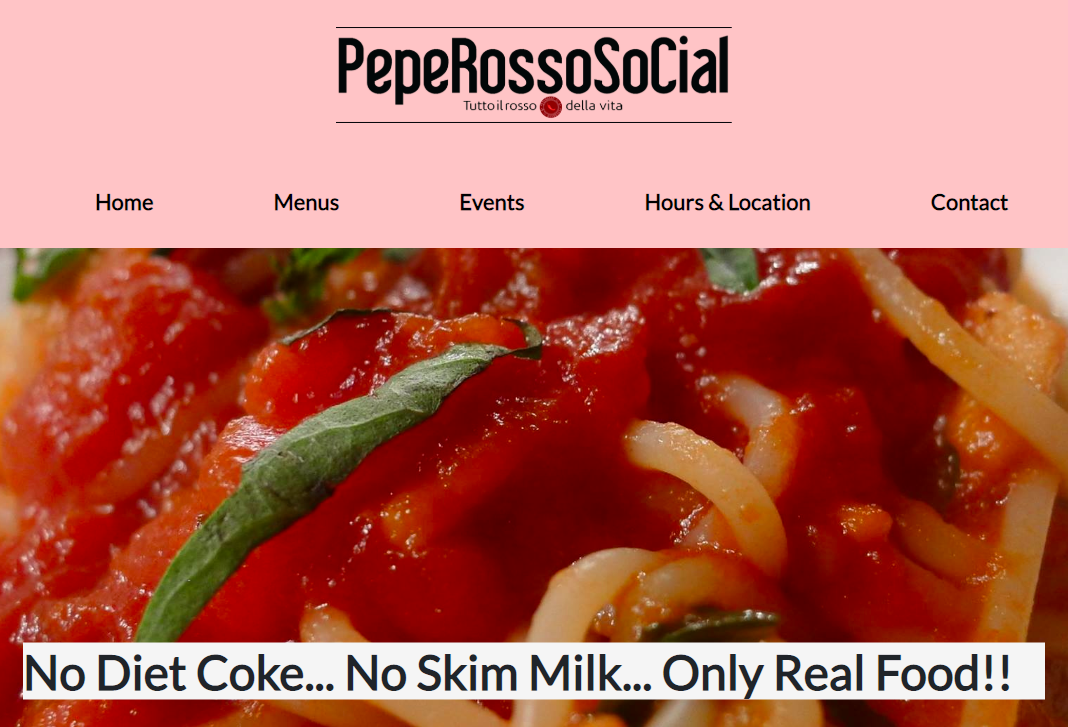 PepeRossoSoCial
Tutto il rosso della vita
Home Menus Events Hours & Location Contact
No Diet Coke... No Skim Milk... Only Real Food!!